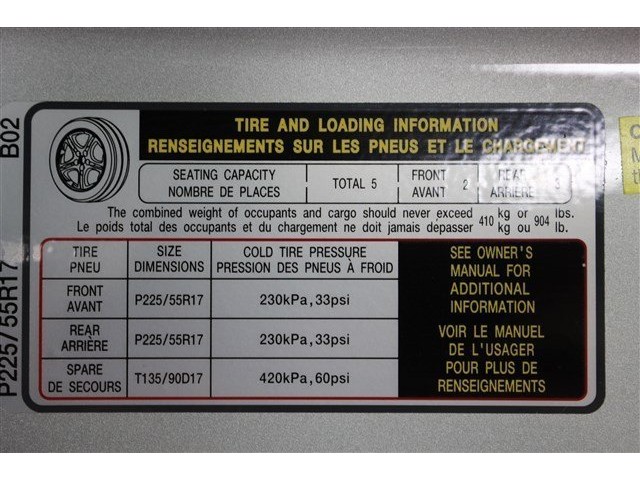 TIRE AND LOADING INFORMATION
RENSEIGNEMENTS SUR LES PNEUS ET LE CHARGEMENT
SEATING CAPACITY
NOMBRE DE PLACES
TOTAL 5
FRONT
AVANT 2
REAR
ARRIÈRE 3
The combined weight of occupants and cargo should never exceed 410 kg or 904 lbs.
Le poids total des occupants et du chargement ne doit jamais dépasser kg ou lb.
TIRE
PNEU
SIZE
DIMENSIONS
COLD TIRE PRESSURE
PRESSION DES PNEUS À FROID
FRONT
AVANT
P225/55R17
230kPa, 33psi
REAR
ARRIÈRE
P225/55R17
230kPa, 33psi
SPARE
DE SECOURS
T135/90D17
420kPa, 60psi
SEE OWNER'S
MANUAL FOR
ADDITIONAL
INFORMATION
VOIR LE MANUEL
DE L'USAGER
POUR PLUS DE
RENSEIGNEMENTS
P225/55R17 B02